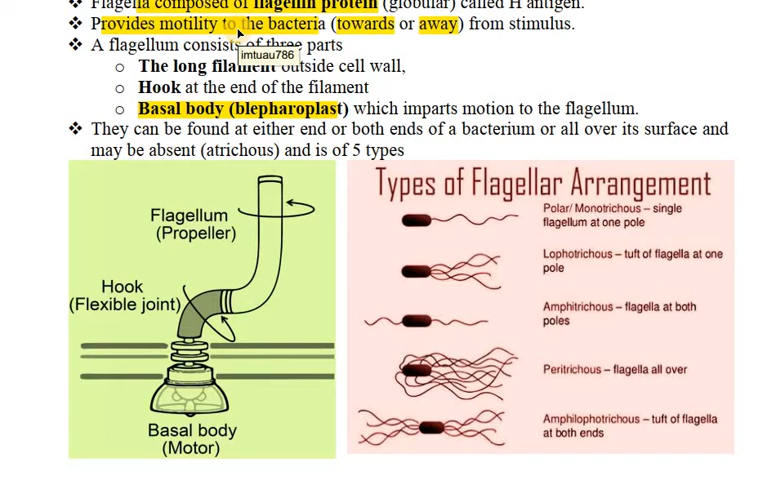 ❖ Flagella composed of flagellin protein (globular) called H antigen.
❖ Provides motility to the bacteria (towards or away) from stimulus.
❖ A flagellum consists of three parts
imtuau786
○ The long filament outside cell wall,
○ Hook at the end of the filament
○ Basal body (blepharoplast) which imparts motion to the flagellum.
❖ They can be found at either end or both ends of a bacterium or all over its surface and
may be absent (atrichous) and is of 5 types
Flagellum
(Propeller)
Hook
(Flexible joint)
Basal body
(Motor)
Types of Flagellar Arrangement
Polar/ Monotrichous – single
flagellum at one pole
Lophotrichous – tuft of flagella at one
pole
Amphitrichous – flagella at both
poles
Peritrichous – flagella all over
Amphilophotrichous – tuft of flagella
at both ends